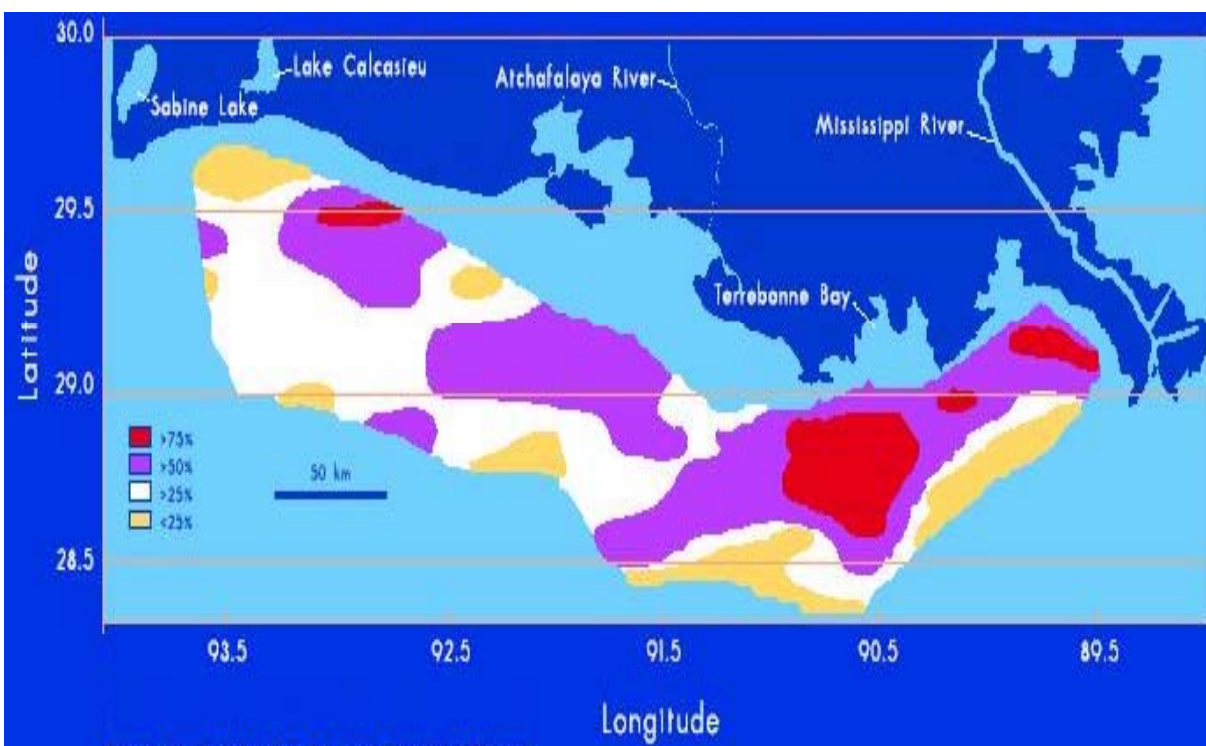 30.0
Lake Calcasieu
Atchafalaya River
Sabine Lake
Mississippi River
29.5
Terrebonne Bay
Latitude
29.0
>75%
>50%
50 km
>25%
<25%
28.5
93.5 92.5 91.5 90.5 89.5
Longitude